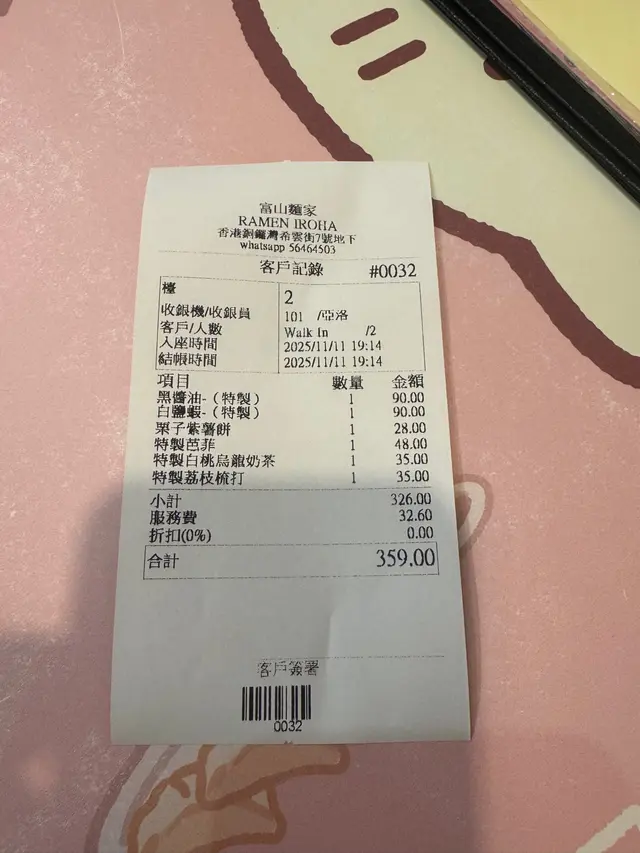 富山麵家
RAMEN IROHA
香港銅鑼灣希雲街7號地下
whatsapp 56464503
客戶記錄 #0032
檯 2
收銀機/收銀員 101 /亞洛
客戶/人數 Walk In /2
入座時間 2025/11/11 19:14
結帳時間 2025/11/11 19:14
項目 數量 金額
黑醬油-（特製） 1 90.00
白鹽蝦-（特製） 1 90.00
栗子紫薯餅 1 28.00
特製芭菲 1 48.00
特製白桃烏龍奶茶 1 35.00
特製荔枝梳打 1 35.00
小計 326.00
服務費 32.60
折扣(0%) 0.00
合計 359.00
客戶簽署
0032